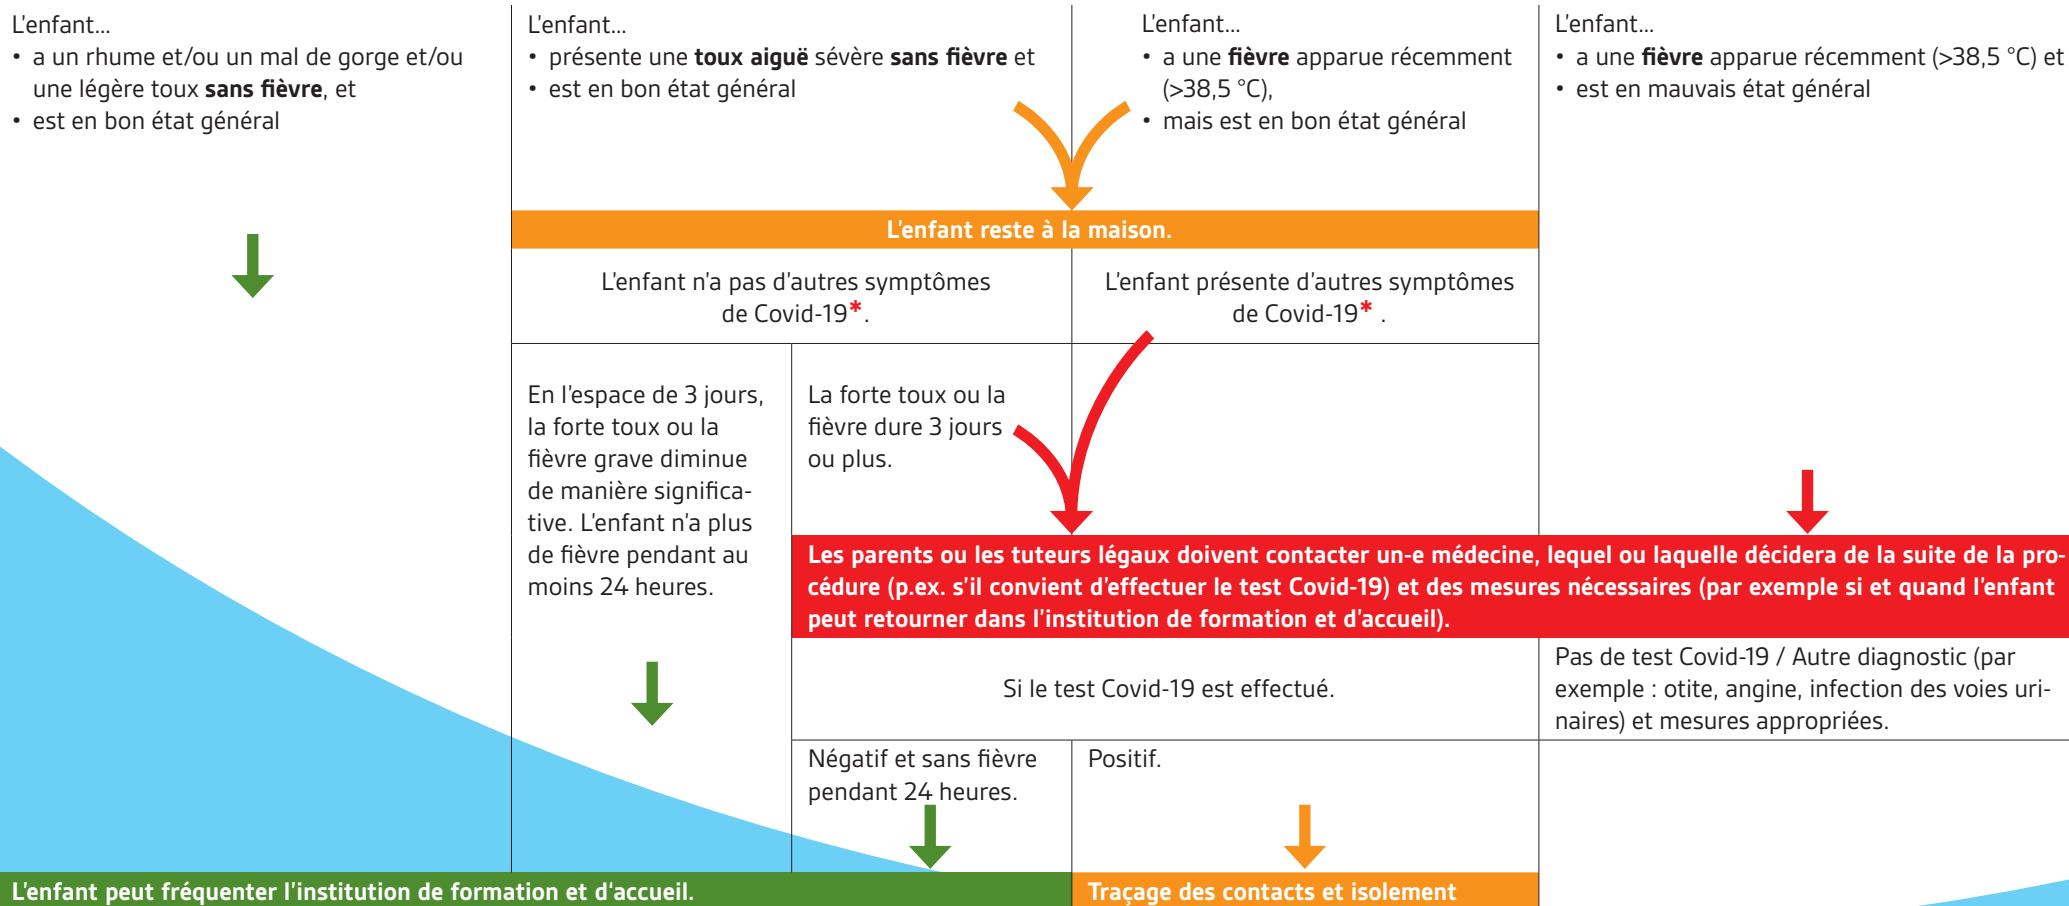 L'enfant...
• a un rhume et/ou un mal de gorge et/ou
une légère toux sans fièvre, et
• est en bon état général
L'enfant...
• présente une toux aiguë sévère sans fièvre et
• est en bon état général
L'enfant...
• a une fièvre apparue récemment
(>38,5 °C),
• mais est en bon état général
L'enfant...
• a une fièvre apparue récemment (>38,5 °C) et
• est en mauvais état général
L'enfant reste à la maison.
L'enfant n'a pas d'autres symptômes
de Covid-19*.
L'enfant présente d'autres symptômes
de Covid-19* .
En l'espace de 3 jours,
la forte toux ou la
fièvre grave diminue
de manière significa-
tive. L'enfant n'a plus
de fièvre pendant au
moins 24 heures.
La forte toux ou la
fièvre dure 3 jours
ou plus.
Les parents ou les tuteurs légaux doivent contacter un-e médecine, lequel ou laquelle décidera de la suite de la pro-
cédure (p.ex. s'il convient d'effectuer le test Covid-19) et des mesures nécessaires (par exemple si et quand l'enfant
peut retourner dans l'institution de formation et d'accueil).
Si le test Covid-19 est effectué.
Pas de test Covid-19 / Autre diagnostic (par
exemple : otite, angine, infection des voies uri-
naires) et mesures appropriées.
Négatif et sans fièvre
pendant 24 heures.
Positif.
L'enfant peut fréquenter l'institution de formation et d'accueil.
Traçage des contacts et isolement